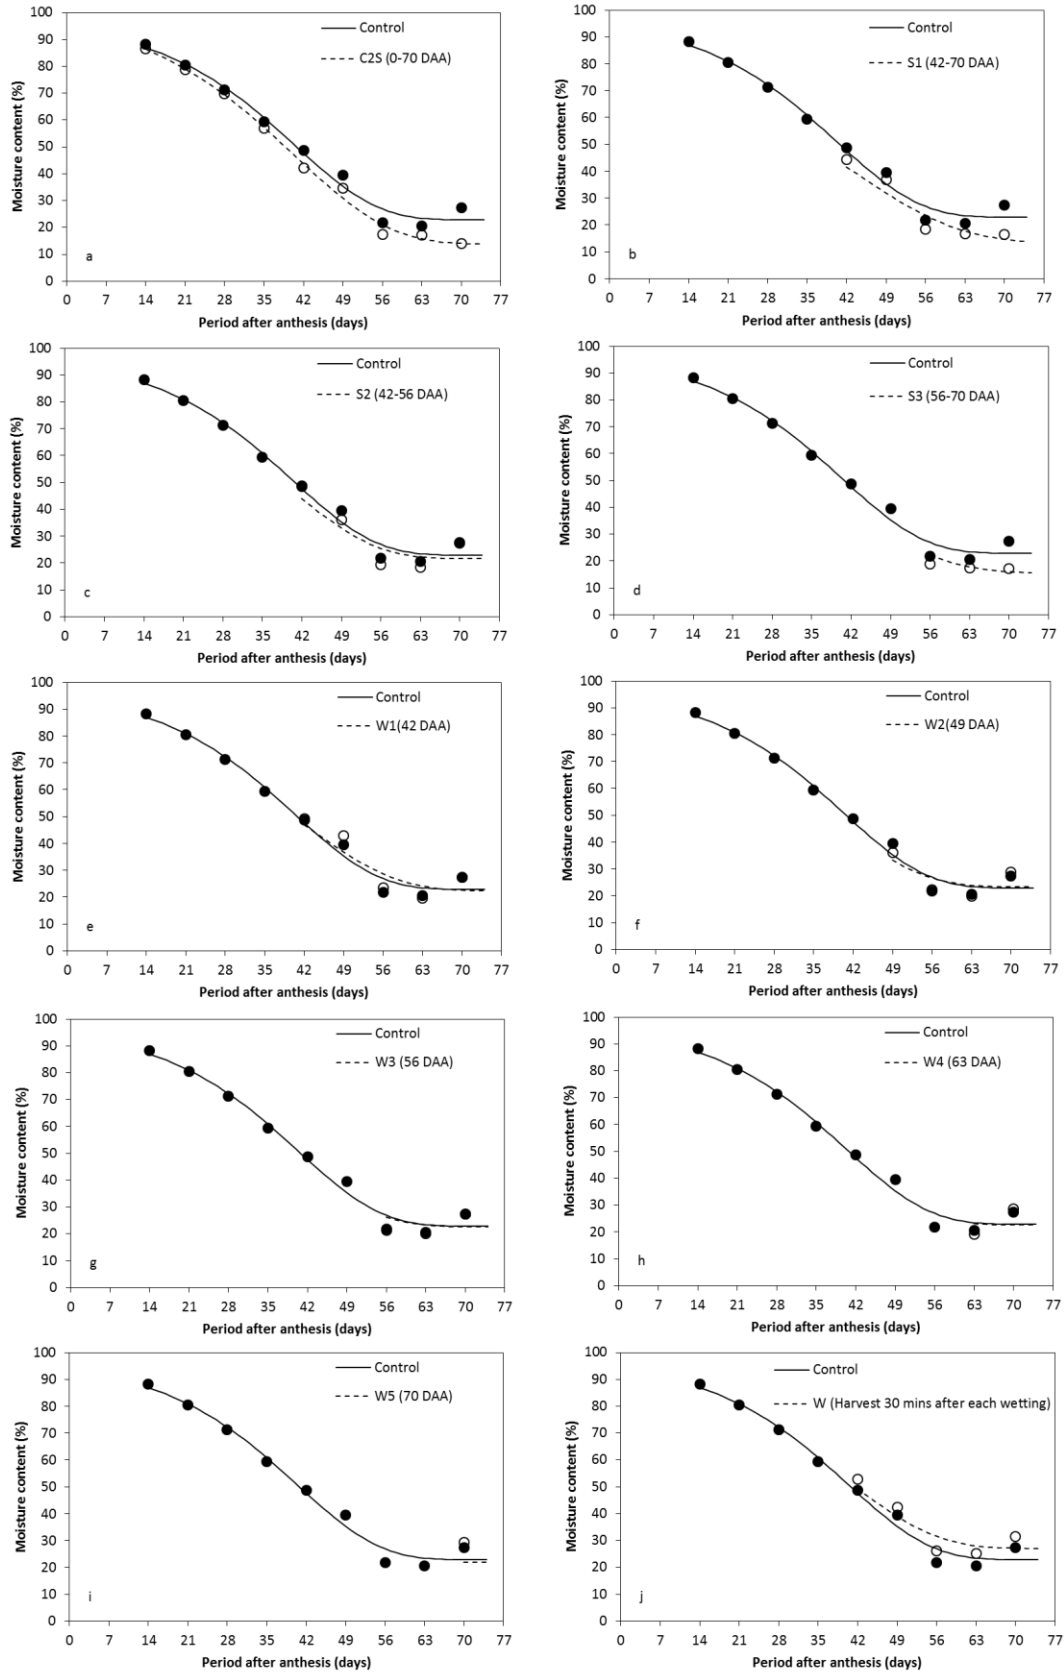 100
90
80
70
60
50
40
30
20
10
0
Moisture content (%)
Control
C2S (0-70 DAA)
a
0 7 14 21 28 35 42 49 56 63 70 77
Period after anthesis (days)
100
90
80
70
60
50
40
30
20
10
0
Moisture content (%)
Control
S1 (42-70 DAA)
b
0 7 14 21 28 35 42 49 56 63 70 77
Period after anthesis (days)
100
90
80
70
60
50
40
30
20
10
0
Moisture content (%)
Control
S2 (42-56 DAA)
c
0 7 14 21 28 35 42 49 56 63 70 77
Period after anthesis (days)
100
90
80
70
60
50
40
30
20
10
0
Moisture content (%)
Control
S3 (56-70 DAA)
d
0 7 14 21 28 35 42 49 56 63 70 77
Period after anthesis (days)
100
90
80
70
60
50
40
30
20
10
0
Moisture content (%)
Control
W1(42 DAA)
e
0 7 14 21 28 35 42 49 56 63 70 77
Period after anthesis (days)
100
90
80
70
60
50
40
30
20
10
0
Moisture content (%)
Control
W2(49 DAA)
f
0 7 14 21 28 35 42 49 56 63 70 77
Period after anthesis (days)
100
90
80
70
60
50
40
30
20
10
0
Moisture content (%)
Control
W3 (56 DAA)
g
0 7 14 21 28 35 42 49 56 63 70 77
Period after anthesis (days)
100
90
80
70
60
50
40
30
20
10
0
Moisture content (%)
Control
W4 (63 DAA)
h
0 7 14 21 28 35 42 49 56 63 70 77
Period after anthesis (days)
100
90
80
70
60
50
40
30
20
10
0
Moisture content (%)
Control
W5 (70 DAA)
i
0 7 14 21 28 35 42 49 56 63 70 77
Period after anthesis (days)
100
90
80
70
60
50
40
30
20
10
0
Moisture content (%)
Control
W (Harvest 30 mins after each wetting)
j
0 7 14 21 28 35 42 49 56 63 70 77
Period after anthesis (days)